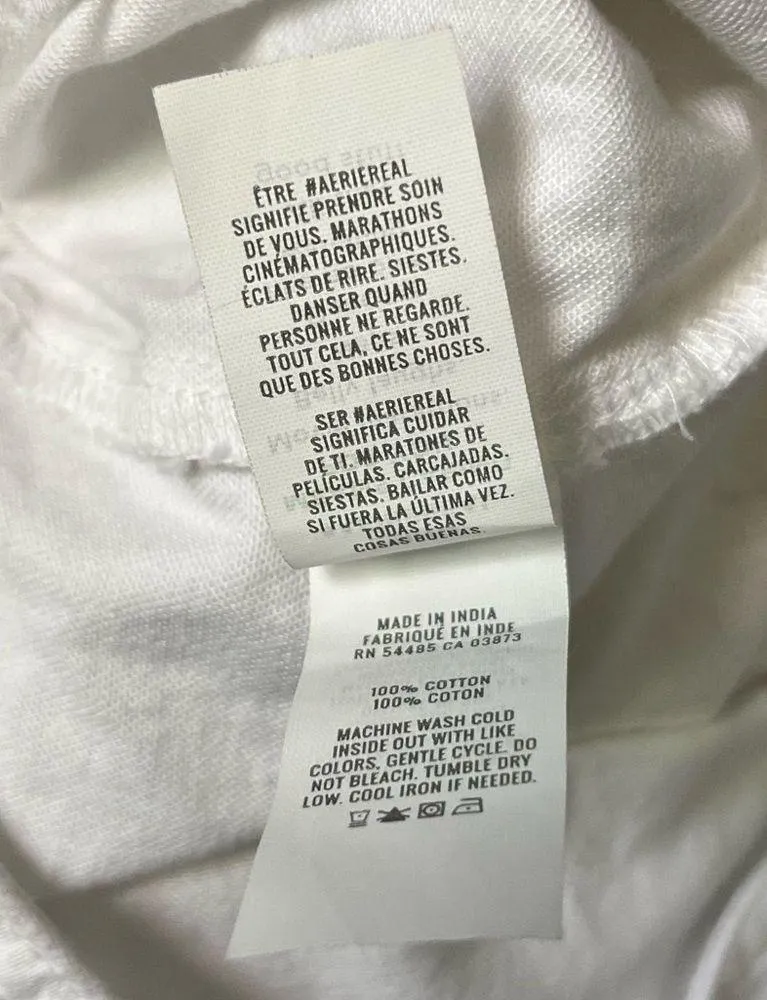 ÊTRE #AERIEREAL
SIGNIFIE PRENDRE SOIN
DE VOUS. MARATHONS
CINÉMATOGRAPHIQUES.
ÉCLATS DE RIRE. SIESTES.
DANSER QUAND
PERSONNE NE REGARDE.
TOUT CELA, CE NE SONT
QUE DES BONNES CHOSES.
SER #AERIEREAL
SIGNIFICA CUIDAR
DE TI. MARATONES DE
PELÍCULAS. CARCAJADAS.
SIESTAS. BAILAR COMO
SI FUERA LA ÚLTIMA VEZ.
TODAS ESAS
COSAS BUENAS.
MADE IN INDIA
FABRIQUÉ EN INDE
RN 54485 CA 03873
100% COTTON
100% COTON
MACHINE WASH COLD
INSIDE OUT WITH LIKE
COLORS. GENTLE CYCLE. DO
NOT BLEACH. TUMBLE DRY
LOW. COOL IRON IF NEEDED.